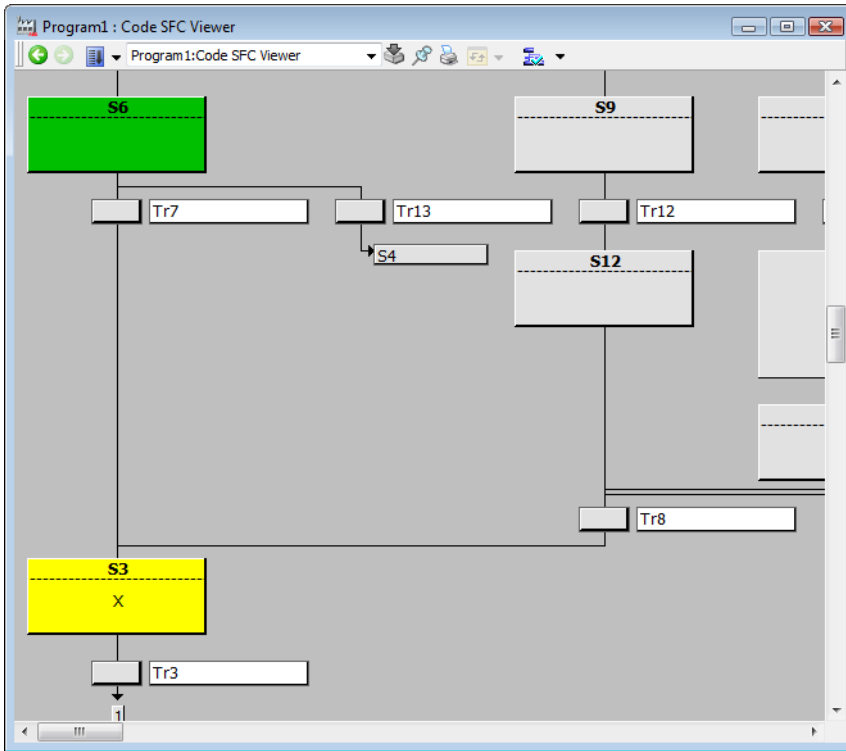 Program1 : Code SFC Viewer
Program1:Code SFC Viewer
S6
S9
Tr7
Tr13
Tr12
S4
S12
Tr8
S3
X
Tr3
1